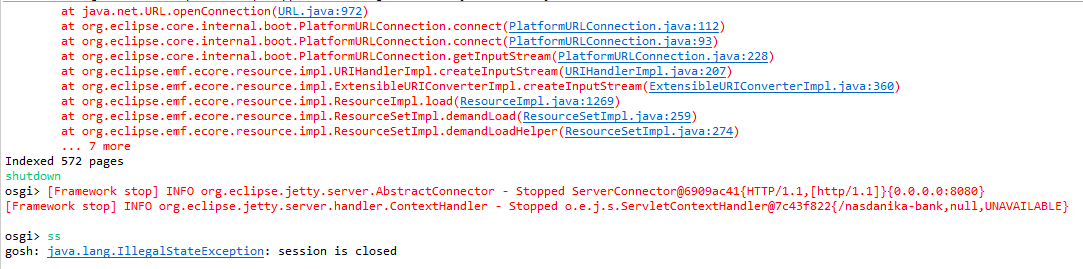 at java.net.URL.openConnection(URL.java:972)
at org.eclipse.core.internal.boot.PlatformURLConnection.connect(PlatformURLConnection.java:112)
at org.eclipse.core.internal.boot.PlatformURLConnection.connect(PlatformURLConnection.java:93)
at org.eclipse.core.internal.boot.PlatformURLConnection.getInputStream(PlatformURLConnection.java:228)
at org.eclipse.emf.ecore.resource.impl.URIHandlerImpl.createInputStream(URIHandlerImpl.java:207)
at org.eclipse.emf.ecore.resource.impl.ExtensibleURIConverterImpl.createInputStream(ExtensibleURIConverterImpl.java:360)
at org.eclipse.emf.ecore.resource.impl.ResourceImpl.load(ResourceImpl.java:1269)
at org.eclipse.emf.ecore.resource.impl.ResourceSetImpl.demandLoad(ResourceSetImpl.java:259)
at org.eclipse.emf.ecore.resource.impl.ResourceSetImpl.demandLoadHelper(ResourceSetImpl.java:274)
... 7 more
Indexed 572 pages
shutdown
osgi> [Framework stop] INFO org.eclipse.jetty.server.AbstractConnector - Stopped ServerConnector@6909ac41{HTTP/1.1,[http/1.1]}{0.0.0.0:8080}
[Framework stop] INFO org.eclipse.jetty.server.handler.ContextHandler - Stopped o.e.j.s.ServletContextHandler@7c43f822{/nasdanika-bank,null,UNAVAILABLE}
osgi> ss
gosh: java.lang.IllegalStateException: session is closed